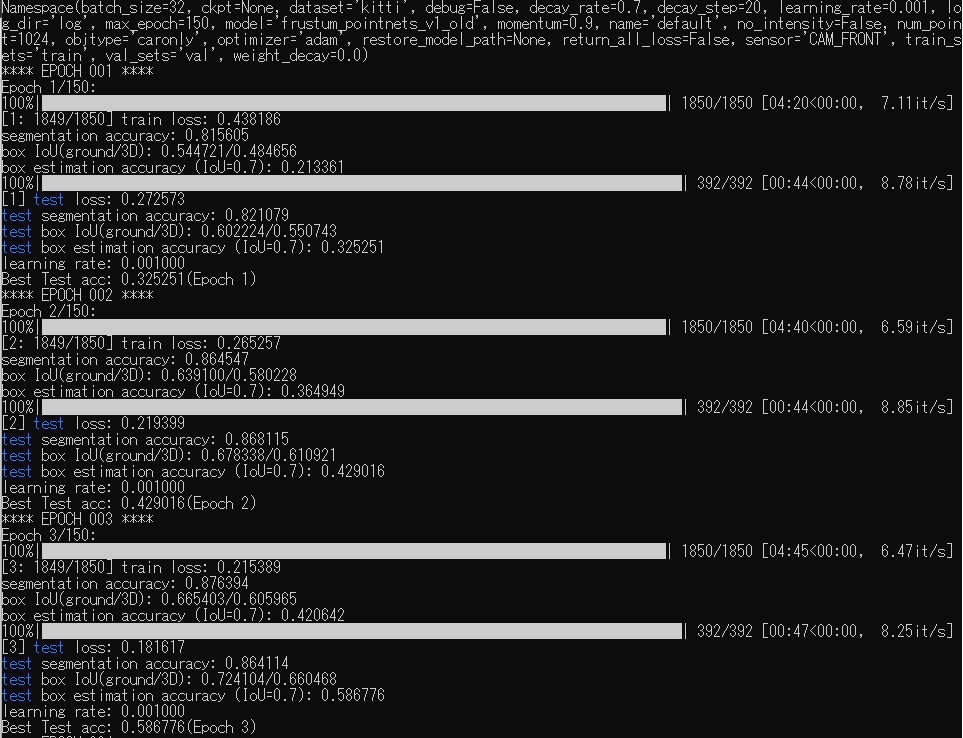 Namespace(batch_size=32, ckpt=None, dataset='kitti', debug=False, decay_rate=0.7, decay_step=20, learning_rate=0.001, lo
g_dir='log', max_epoch=150, model='frustum_pointnets_v1_old', momentum=0.9, name='default', no_intensity=False, num_poin
t=1024, objtype='caronly', optimizer='adam', restore_model_path=None, return_all_loss=False, sensor='CAM_FRONT', train_s
ets='train', val_sets='val', weight_decay=0.0)
**** EPOCH 001 ****
Epoch 1/150:
100%| | 1850/1850 [04:20<00:00, 7.11it/s]
[1: 1849/1850] train loss: 0.438186
segmentation accuracy: 0.815605
box IoU(ground/3D): 0.544721/0.484656
box estimation accuracy (IoU=0.7): 0.213361
100%| | 392/392 [00:44<00:00, 8.78it/s]
[1] test loss: 0.272573
test segmentation accuracy: 0.821079
test box IoU(ground/3D): 0.602224/0.550743
test box estimation accuracy (IoU=0.7): 0.325251
learning rate: 0.001000
Best Test acc: 0.325251(Epoch 1)
**** EPOCH 002 ****
Epoch 2/150:
100%| | 1850/1850 [04:40<00:00, 6.59it/s]
[2: 1849/1850] train loss: 0.265257
segmentation accuracy: 0.864547
box IoU(ground/3D): 0.639100/0.580228
box estimation accuracy (IoU=0.7): 0.364949
100%| | 392/392 [00:44<00:00, 8.85it/s]
[2] test loss: 0.219399
test segmentation accuracy: 0.868115
test box IoU(ground/3D): 0.678338/0.610921
test box estimation accuracy (IoU=0.7): 0.429016
learning rate: 0.001000
Best Test acc: 0.429016(Epoch 2)
**** EPOCH 003 ****
Epoch 3/150:
100%| | 1850/1850 [04:45<00:00, 6.47it/s]
[3: 1849/1850] train loss: 0.215389
segmentation accuracy: 0.876394
box IoU(ground/3D): 0.665403/0.605965
box estimation accuracy (IoU=0.7): 0.420642
100%| | 392/392 [00:47<00:00, 8.25it/s]
[3] test loss: 0.181617
test segmentation accuracy: 0.864114
test box IoU(ground/3D): 0.724104/0.660468
test box estimation accuracy (IoU=0.7): 0.586776
learning rate: 0.001000
Best Test acc: 0.586776(Epoch 3)